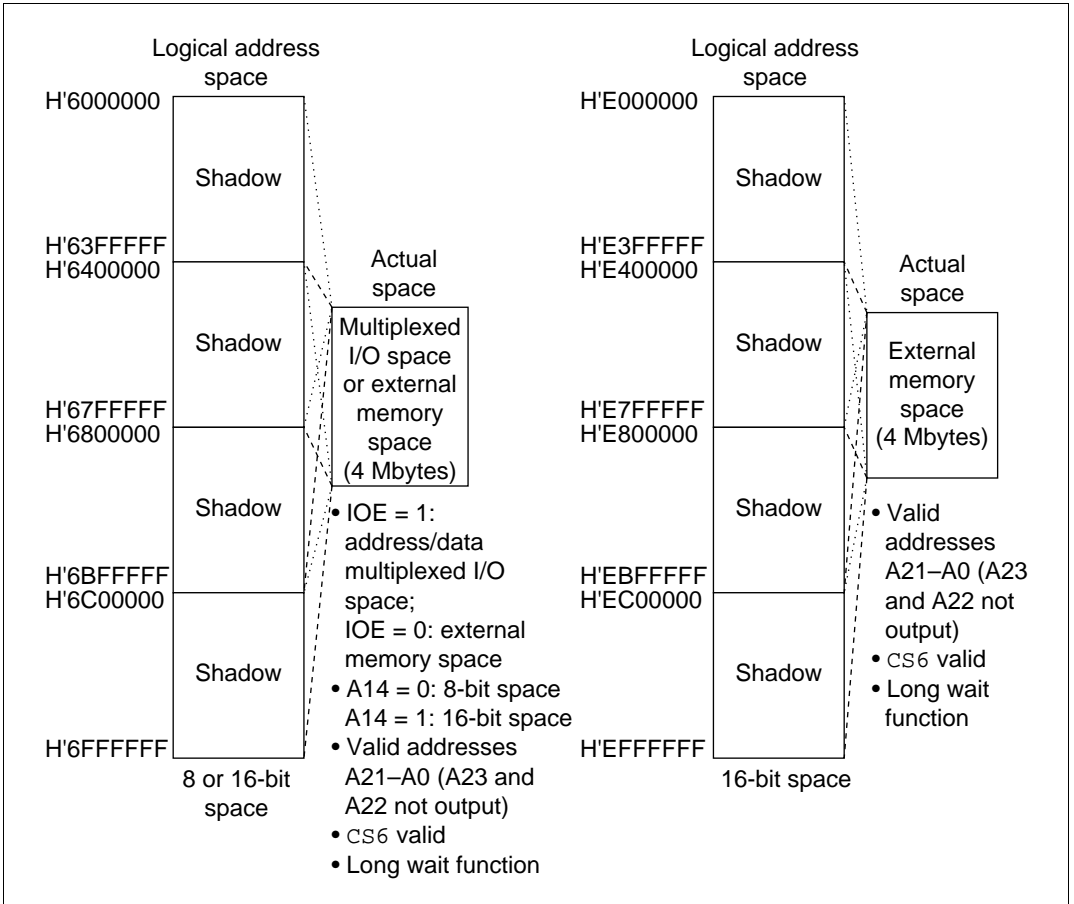 Logical address
space
H'6000000
Shadow
H'63FFFFF
H'6400000
Shadow
H'67FFFFF
H'6800000
Shadow
H'6BFFFFF
H'6C00000
Shadow
H'6FFFFFF
8 or 16-bit
space
Actual
space
Multiplexed
I/O space
or external
memory
space
(4 Mbytes)
• IOE = 1:
address/data
multiplexed I/O
space;
IOE = 0: external
memory space
• A14 = 0: 8-bit space
A14 = 1: 16-bit space
• Valid addresses
A21–A0 (A23 and
A22 not output)
• CS6 valid
• Long wait function
Logical address
space
H'E000000
Shadow
H'E3FFFFF
H'E400000
Shadow
H'E7FFFFF
H'E800000
Shadow
H'EBFFFFF
H'EC00000
Shadow
H'EFFFFFF
16-bit space
Actual
space
External
memory
space
(4 Mbytes)
• Valid
addresses
A21–A0 (A23
and A22 not
output)
• CS6 valid
• Long wait
function